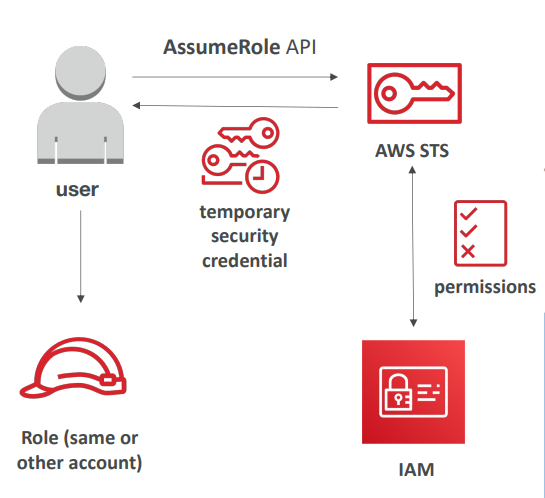 AssumeRole API
AWS STS
user
temporary
security
credential
permissions
Role (same or
other account)
IAM